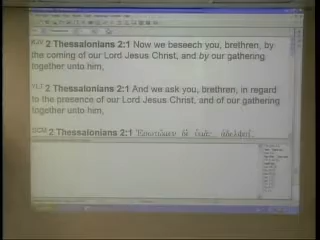 KJV 2 Thessalonians 2:1 Now we beseech you, brethren, by
the coming of our Lord Jesus Christ, and by our gathering
together unto him,
YLT 2 Thessalonians 2:1 And we ask you, brethren, in regard
to the presence of our Lord Jesus Christ, and of our gathering
together unto him,
2 Thessalonians 2:1